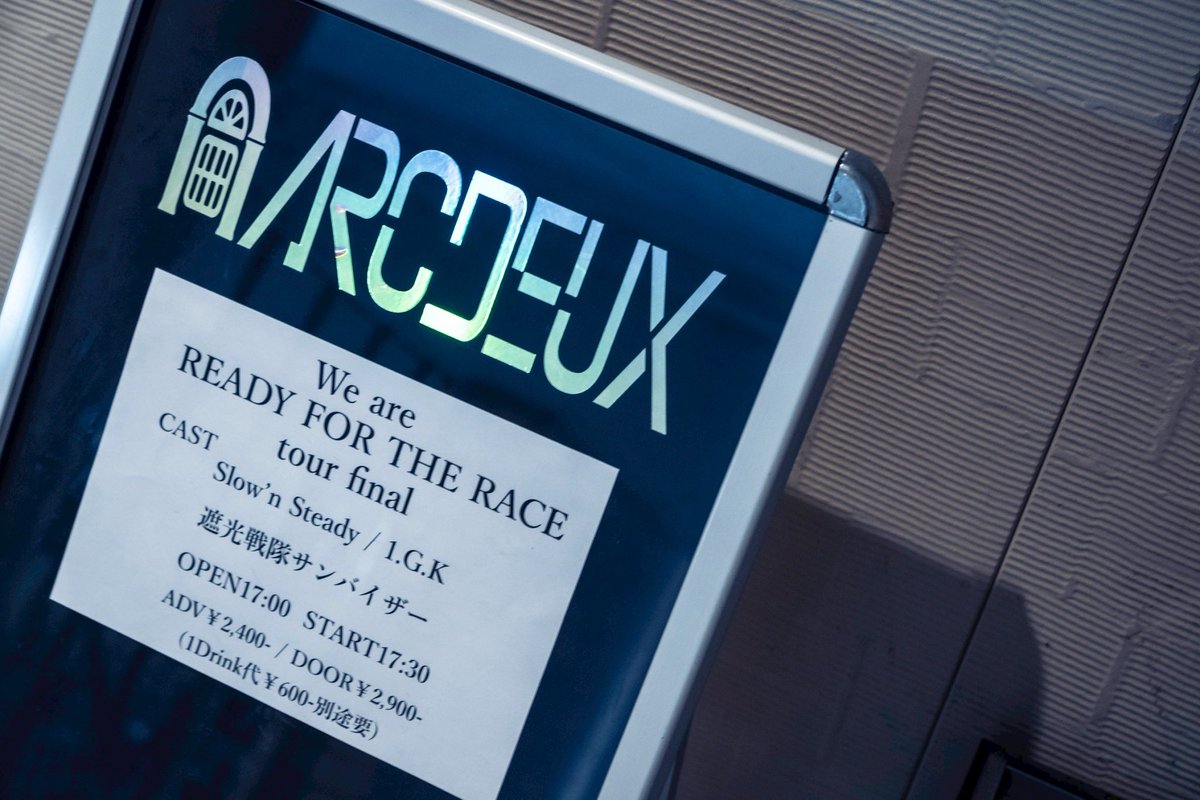 ARCDEUX
We are
READY FOR THE RACE
tour final
CAST
Slow'n Steady / 1.G.K
遮光戦隊サンバイザー
OPEN17:00 START17:30
ADV¥2,400- / DOOR¥2,900-
(1Drink代¥600-別途要)